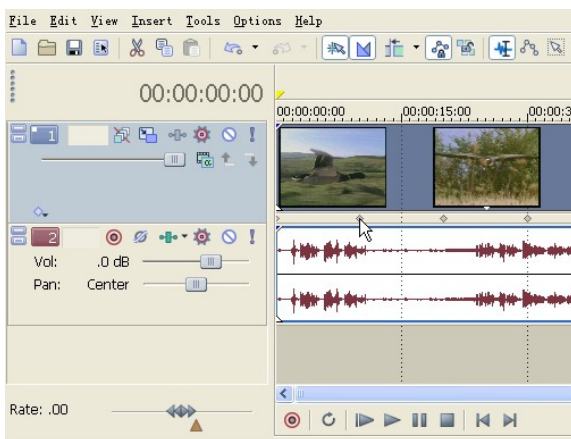 File Edit View Insert Tools Options Help
00:00:00:00
00:00:00:00 00:00:15:00 00:00:3
1
2
Vol: .0 dB
Pan: Center
Rate: .00